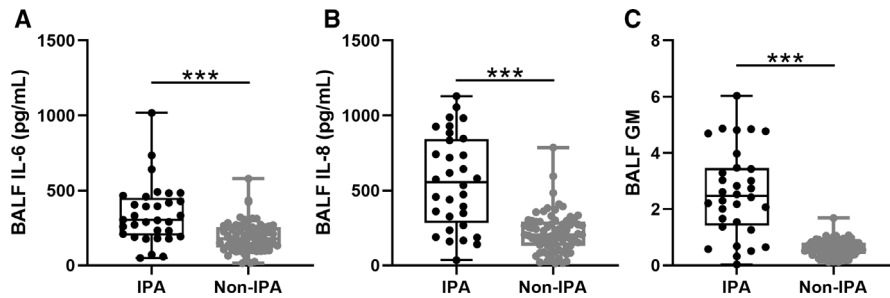 A
BALF IL-6 (pg/mL)
1500
1000
500
0
***
IPA Non-IPA
B
BALF IL-8 (pg/mL)
1500
1000
500
0
***
IPA Non-IPA
C
BALF GM
8
6
4
2
0
***
IPA Non-IPA